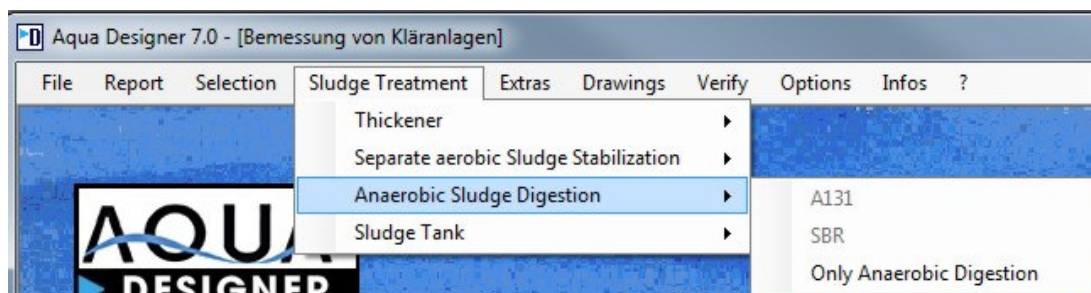 Aqua Designer 7.0 - [Bemessung von Kläranlagen]
File Report Selection Sludge Treatment Extras Drawings Verify Options Infos ?
Thickener
Separate aerobic Sludge Stabilization
Anaerobic Sludge Digestion
Sludge Tank
A131
SBR
Only Anaerobic Digestion
AQUA
DESIGNER